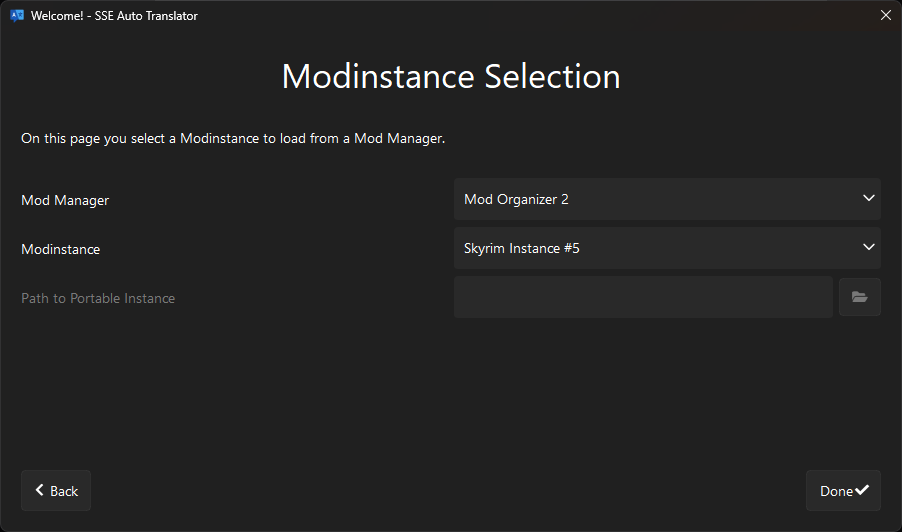 Welcome! - SSE Auto Translator
Modinstance Selection
On this page you select a Modinstance to load from a Mod Manager.
Mod Manager
Mod Organizer 2
Modinstance
Skyrim Instance #5
Path to Portable Instance
Back
Done